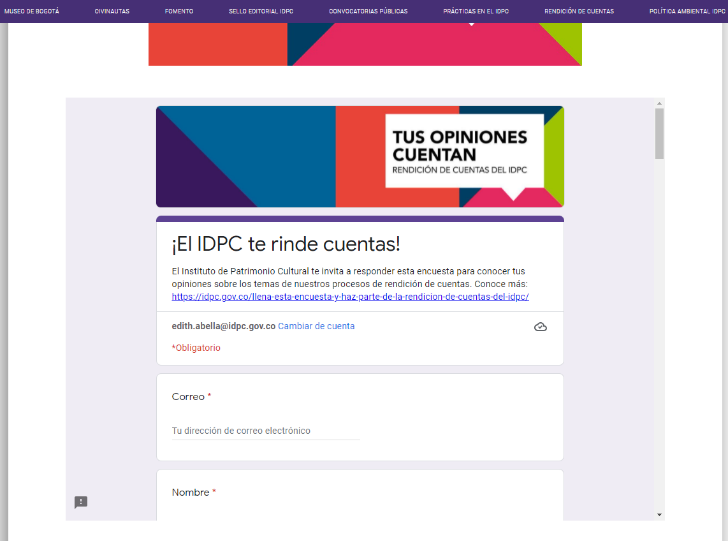 MUSEO DE BOGOTÁ CIVINAUTAS FOMENTO SELLO EDITORIAL IDPC CONVOCATORIAS PÚBLICAS PRÁCTICAS EN EL IDPC RENDICIÓN DE CUENTAS POLÍTICA AMBIENTAL IDPC
TUS OPINIONES
CUENTAN
RENDICIÓN DE CUENTAS DEL IDPC
¡El IDPC te rinde cuentas!
El Instituto de Patrimonio Cultural te invita a responder esta encuesta para conocer tus
opiniones sobre los temas de nuestros procesos de rendición de cuentas. Conoce más:
https://idpc.gov.co/llena-esta-encuesta-y-haz-parte-de-la-rendicion-de-cuentas-del-idpc/
edith.abella@idpc.gov.co Cambiar de cuenta
*Obligatorio
Correo *
Tu dirección de correo electrónico
Nombre *